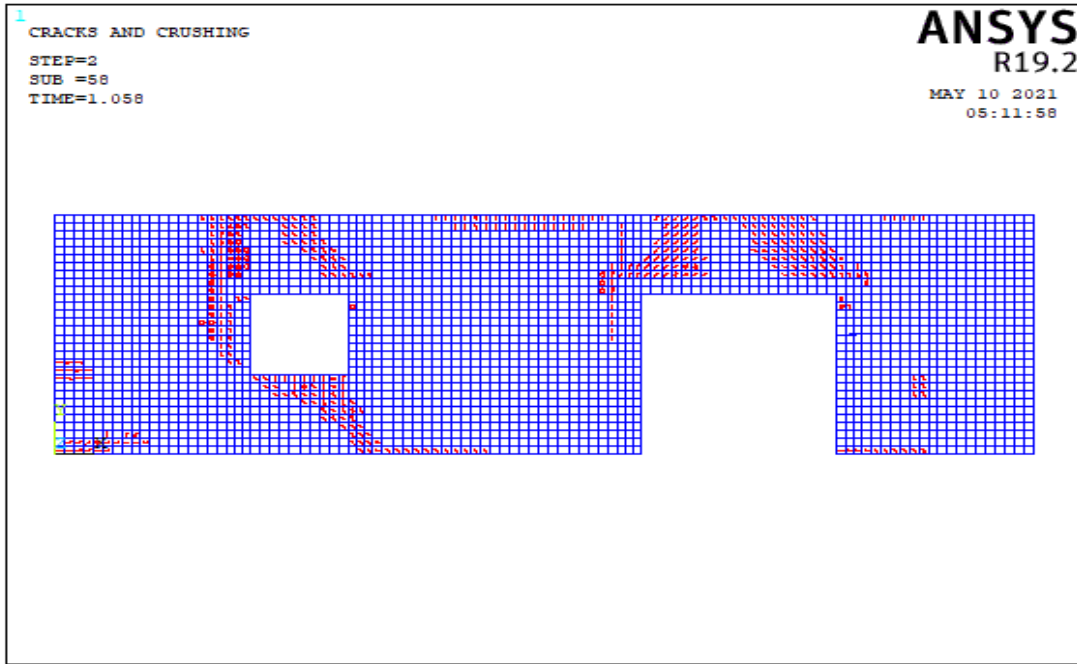 1
CRACKS AND CRUSHING
STEP=2
SUB =58
TIME=1.058
ANSYS
R19.2
MAY 10 2021
05:11:58
Y
Z
X